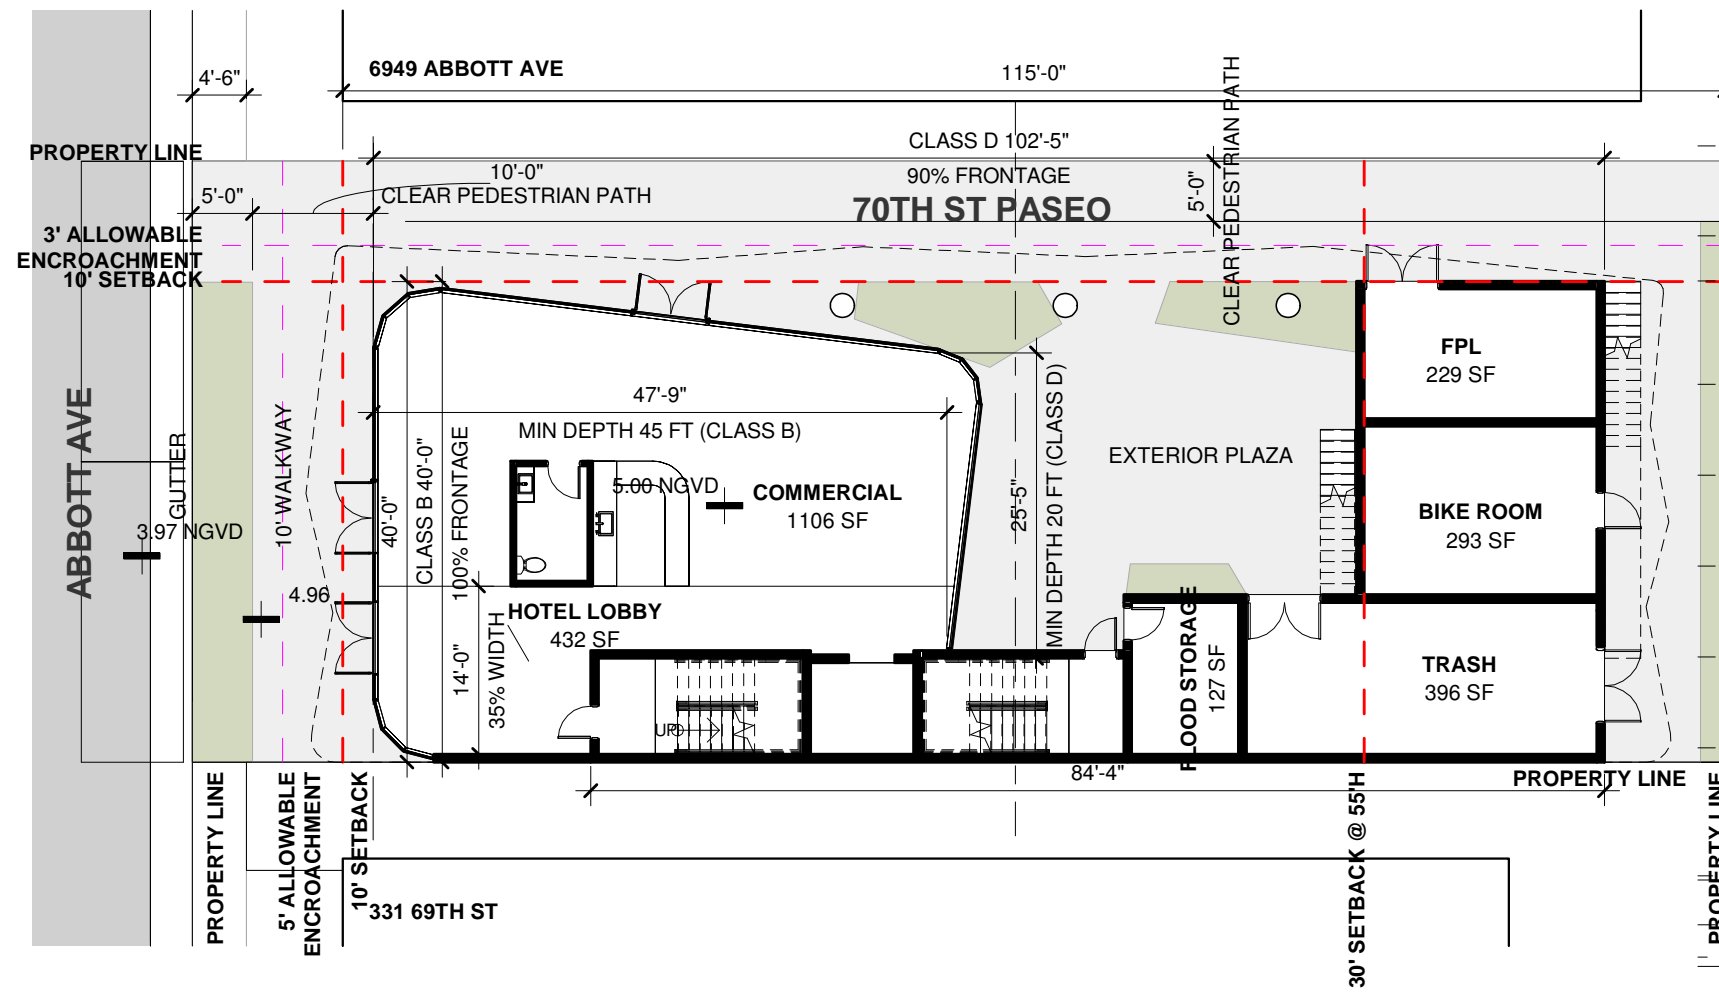 6949 ABBOTT AVE
115'-0"
4'-6"
CLASS D 102'-5"
PROPERTY LINE
10'-0"
90% FRONTAGE
5'-0"
CLEAR PEDESTRIAN PATH
70TH ST PASEO
5'-0"
CLEAR PEDESTRIAN PATH
3' ALLOWABLE
ENCROACHMENT
10' SETBACK
FPL
229 SF
47'-9"
MIN DEPTH 45 FT (CLASS B)
EXTERIOR PLAZA
ABBOTT AVE
GUTTER
3.97 NGVD
10' WALKWAY
40'-0"
CLASS B 40'-0"
100% FRONTAGE
5.00 NGVD
COMMERCIAL
1106 SF
25'-5"
MIN DEPTH 20 FT (CLASS D)
BIKE ROOM
293 SF
4.96
HOTEL LOBBY
432 SF
14'-0"
35% WIDTH
FLOOD STORAGE
127 SF
TRASH
396 SF
UP
84'-4"
PROPERTY LINE
PROPERTY LINE
5' ALLOWABLE
ENCROACHMENT
10' SETBACK
30' SETBACK @ 55'H
PROPERTY LINE
331 69TH ST